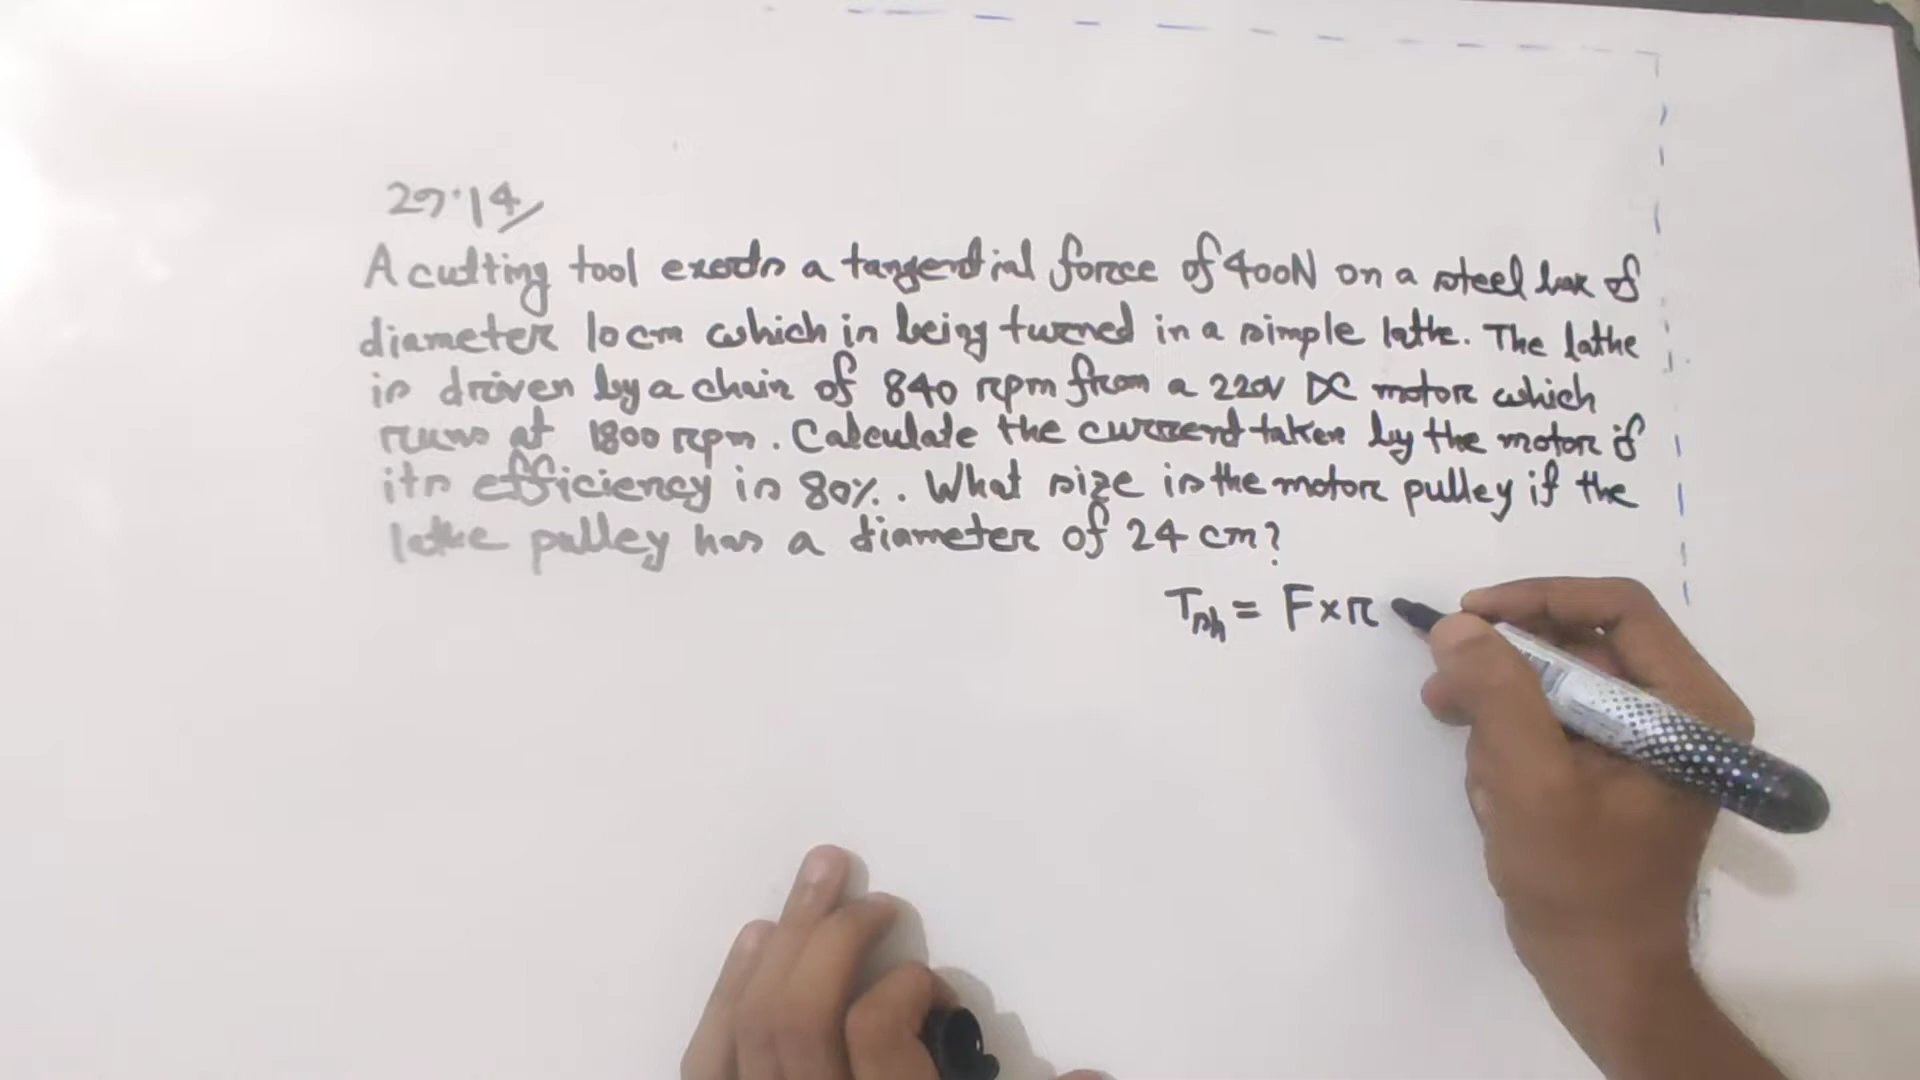 29.14/
A cutting tool exerts a tangential force of 400N on a steel bar of
diameter 10cm which is being turned in a simple lathe. The lathe
is driven by a chain of 840 rpm from a 220V DC motor which
runs at 1800 rpm. Calculate the current taken by the motor if
its efficiency is 80%. What size is the motor pulley if the
lathe pulley has a diameter of 24 cm?
Tsh = F×r